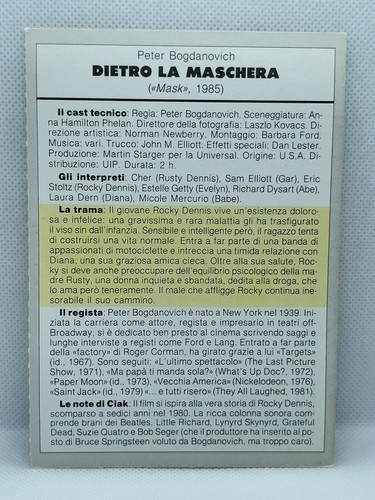 Peter Bogdanovich
DIETRO LA MASCHERA
(«Mask», 1985)
Il cast tecnico: Regia: Peter Bogdanovich. Sceneggiatura: An-
na Hamilton Phelan. Direttore della fotografia: Laszlo Kovacs. Di-
rezione artistica: Norman Newberry. Montaggio: Barbara Ford.
Musica: vari. Trucco: John M. Elliott. Effetti speciali: Dan Lester.
Produzione: Martin Starger per la Universal. Origine: U.S.A. Di-
stribuzione: UIP. Durata: 2 h.
Gli interpreti: Cher (Rusty Dennis), Sam Elliott (Gar), Eric
Stoltz (Rocky Dennis), Estelle Getty (Evelyn), Richard Dysart (Abe),
Laura Dern (Diana), Micole Mercurio (Babe).
La trama: Il giovane Rocky Dennis vive un'esistenza doloro-
sa e infelice: una gravissima e rara malattia gli ha trasfigurato
il viso sin dall'infanzia. Sensibile e intelligente però, il ragazzo tenta
di costruirsi una vita normale. Entra a far parte di una banda di
appassionati di motociclette e intreccia una timida relazione con
Diana, una sua graziosa amica cieca. Oltre alla sua salute, Roc-
ky si deve anche preoccupare dell'equilibrio psicologico della ma-
dre Rusty, una donna inquieta e sbandata, dedita alla droga, che
lo ama però teneramente. Il male che affligge Rocky continua ine-
sorabile il suo cammino.
Il regista: Peter Bogdanovich è nato a New York nel 1939. Ini-
ziata la carriera come attore, regista e impresario in teatri off-
Broadway, si è dedicato ben presto al cinema scrivendo saggi e
lunghe interviste a registi come Ford e Lang. Entrato a far parte
della «factory» di Roger Corman, ha girato grazie a lui «Targets»
(id., 1967). Sono seguiti: «L'ultimo spettacolo» (The Last Picture
Show, 1971), «Ma papà ti manda sola?» (What's Up Doc?, 1972),
«Paper Moon» (id., 1973), «Vecchia America» (Nickelodeon, 1976),
«Saint Jack» (id., 1979) «... e tutti risero» (They All Laughed, 1981).
Le note di Ciak: Il film si ispira alla vera storia di Rocky Dennis,
scomparso a sedici anni nel 1980. La ricca colonna sonora com-
prende brani dei Beatles, Little Richard, Lynyrd Skynyrd, Grateful
Dead, Suzie Quatro e Bob Seger (che il produttore ha inserito al po-
sto di Bruce Springsteen voluto da Bogdanovich, ma troppo caro).